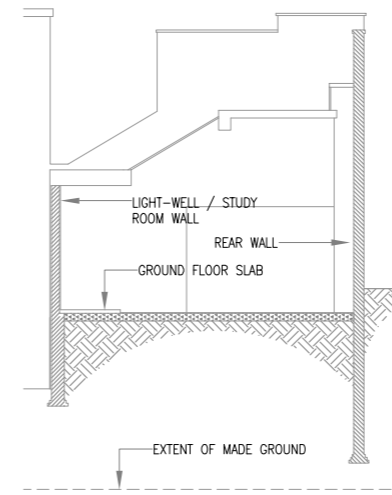 LIGHT-WELL / STUDY
ROOM WALL
REAR WALL
GROUND FLOOR SLAB
EXTENT OF MADE GROUND